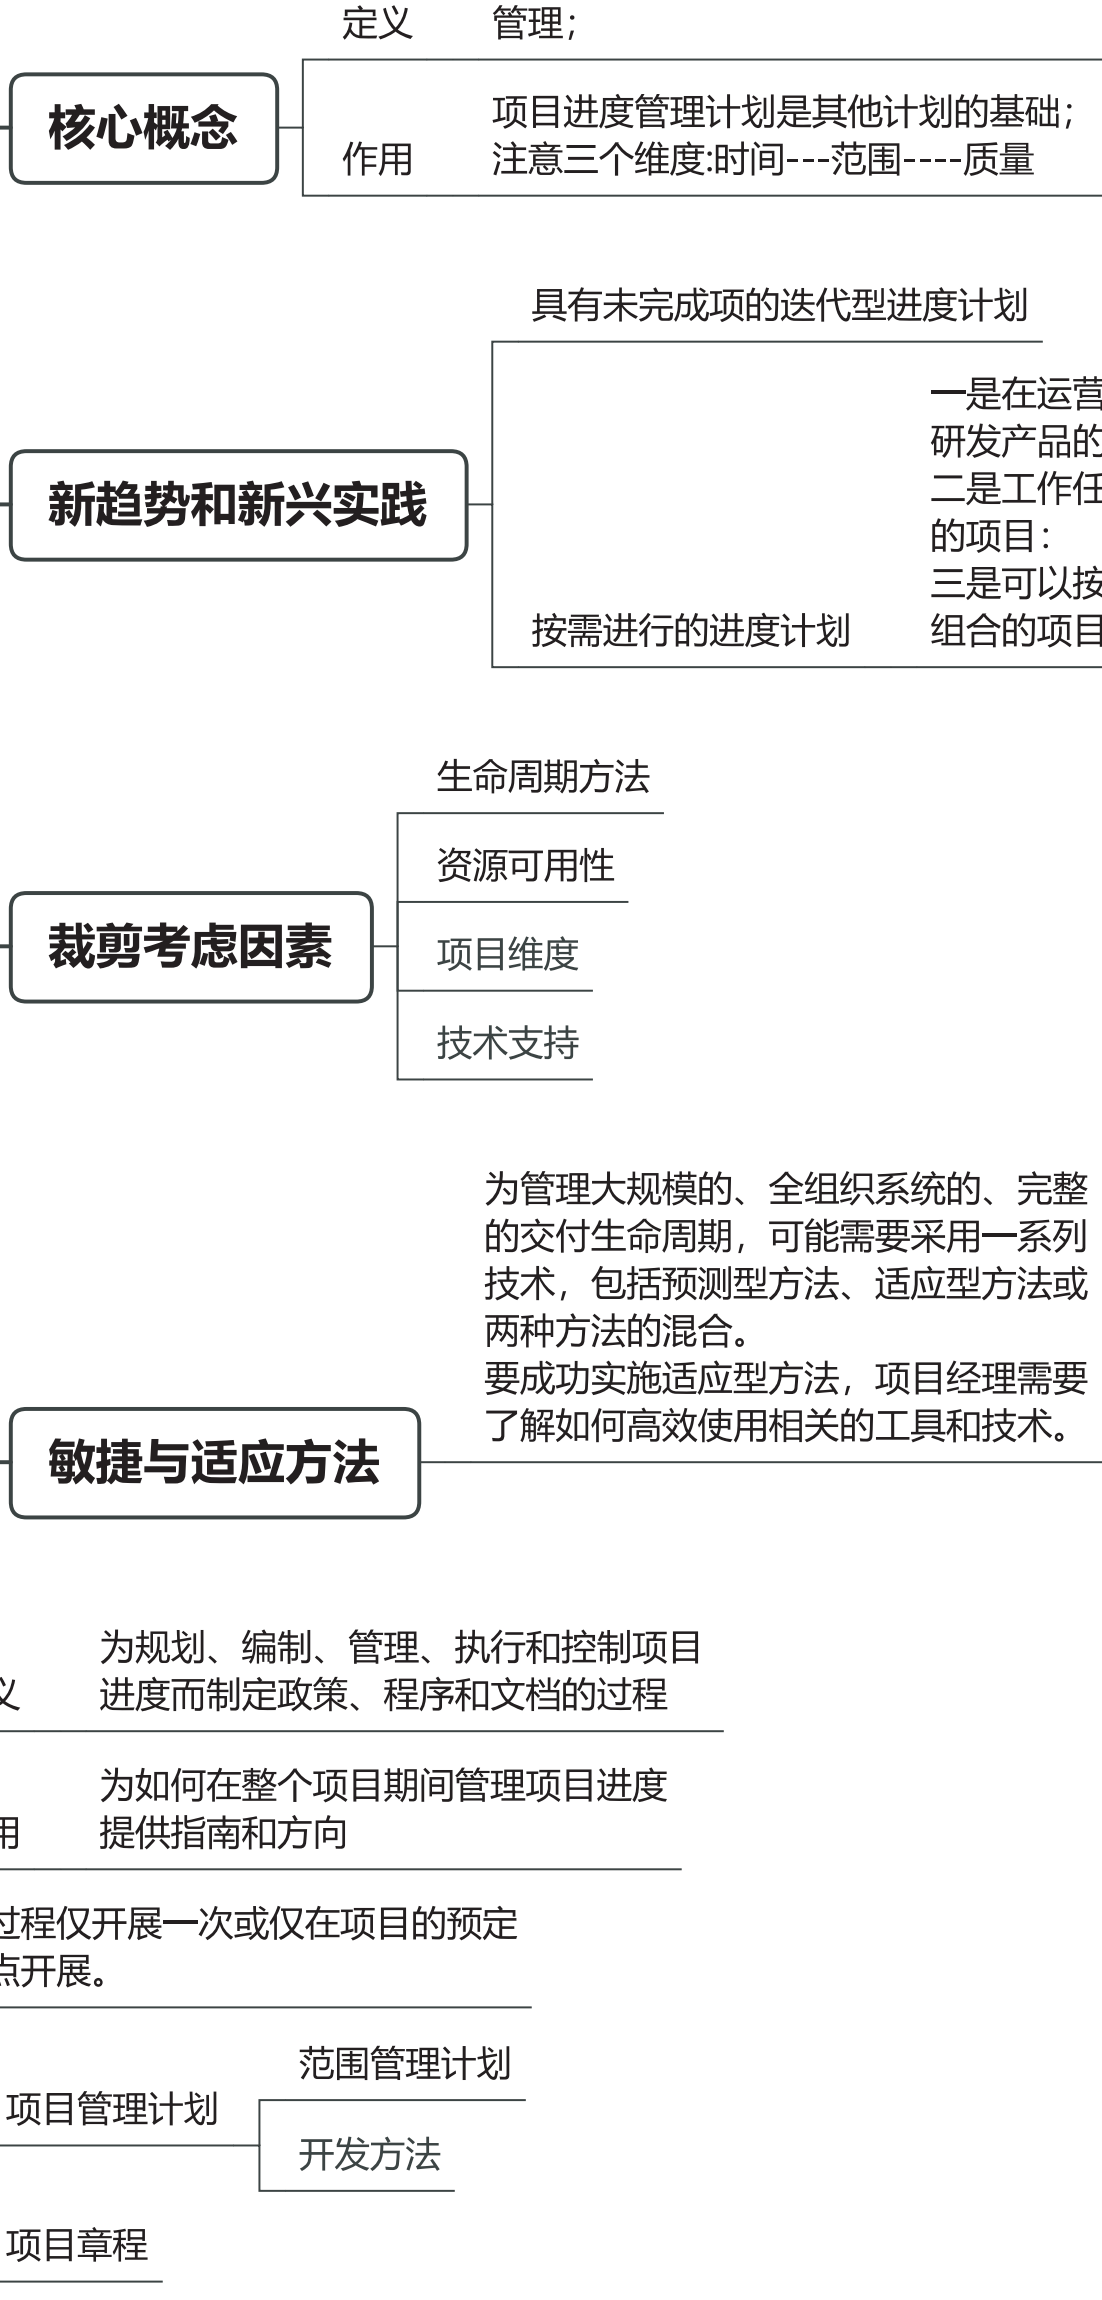 定义
管理；
核心概念
项目进度管理计划是其他计划的基础；
作用
注意三个维度:时间---范围----质量
具有未完成项的迭代型进度计划
新趋势和新兴实践
一是在运营
研发产品的
二是工作任
的项目：
三是可以按
按需进行的进度计划
组合的项目
裁剪考虑因素
生命周期方法
资源可用性
项目维度
技术支持
敏捷与适应方法
为管理大规模的、全组织系统的、完整
的交付生命周期，可能需要采用一系列
技术，包括预测型方法、适应型方法或
两种方法的混合。
要成功实施适应型方法，项目经理需要
了解如何高效使用相关的工具和技术。
义
为规划、编制、管理、执行和控制项目
进度而制定政策、程序和文档的过程
用
为如何在整个项目期间管理项目进度
提供指南和方向
过程仅开展一次或仅在项目的预定
点开展。
项目管理计划
范围管理计划
开发方法
项目章程